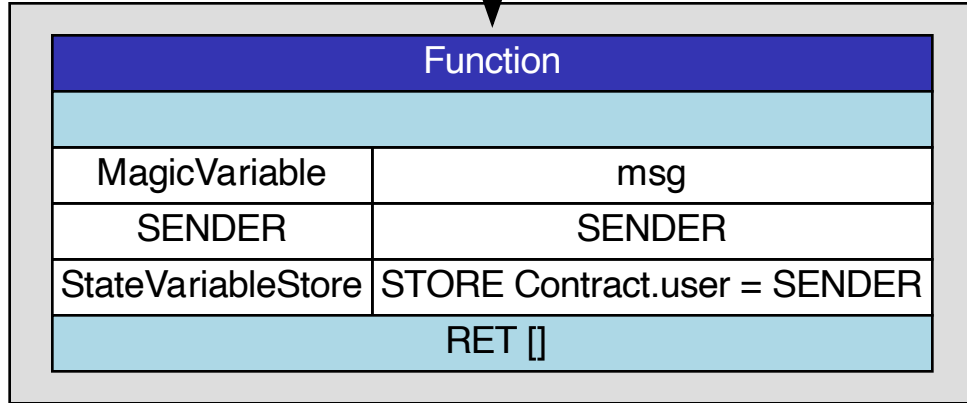 Function
MagicVariable msg
SENDER SENDER
StateVariableStore STORE Contract.user = SENDER
RET []